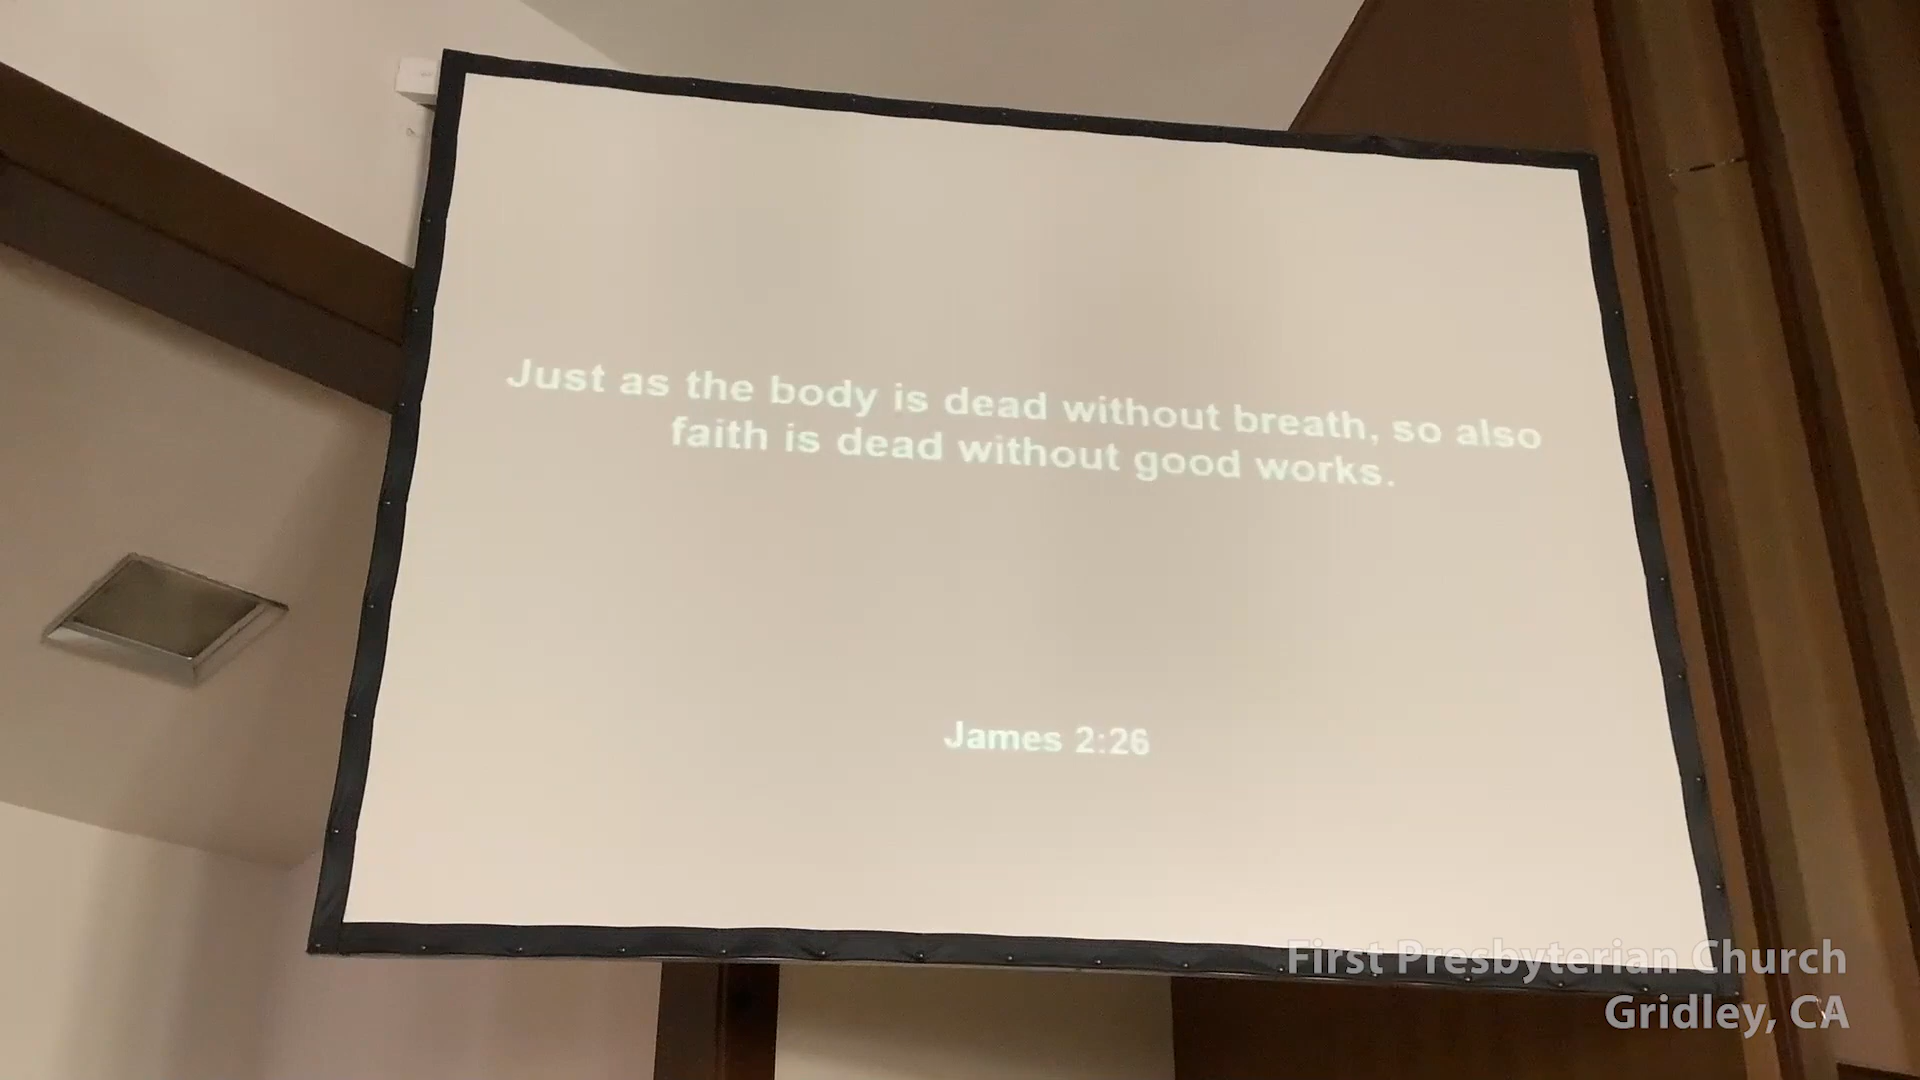 Just as the body is dead without breath, so also
faith is dead without good works.
James 2:26
First Presbyterian Church
Gridley, CA